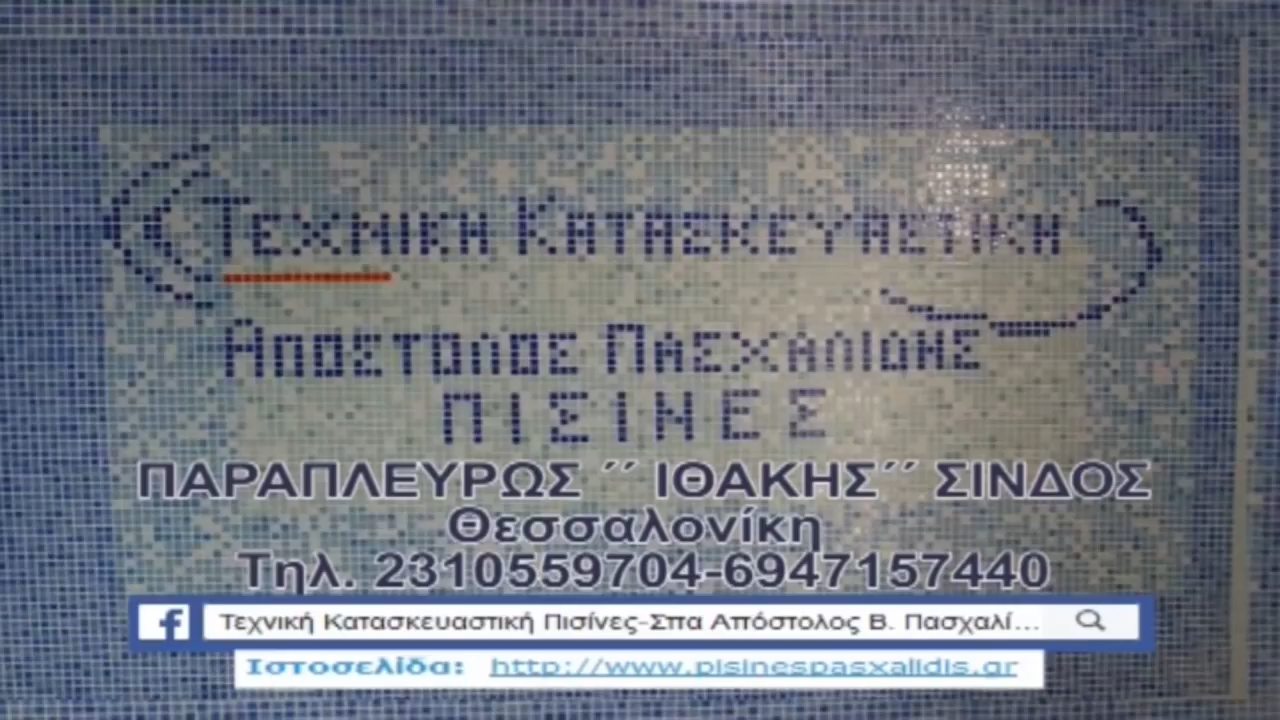 ΤΕΧΝΙΚΗ ΚΑΤΑΣΚΕΥΑΣΤΙΚΗ
ΑΠΟΣΤΟΛΟΣ ΠΑΣΧΑΛΙΔΗΣ
ΠΙΣΙΝΕΣ
ΠΑΡΑΠΛΕΥΡΩΣ ´´ ΙΘΑΚΗΣ´´ ΣΙΝΔΟΣ
Θεσσαλονίκη
Τηλ. 2310559704-6947157440
f Τεχνική Κατασκευαστική Πισίνες-Σπα Απόστολος Β. Πασχαλί...
Ιστοσελίδα: http://www.pisinespasxalidis.gr